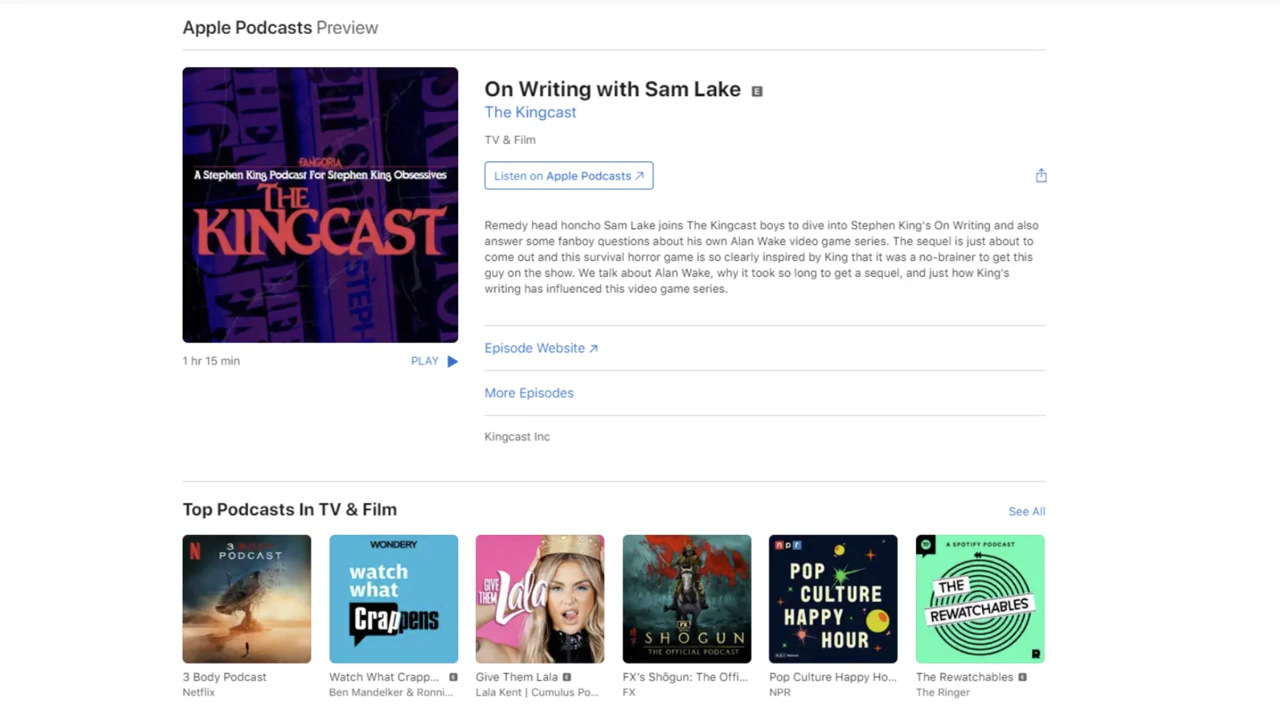 Apple Podcasts Preview
FANGORIA
A Stephen King Podcast For Stephen King Obsessives
THE
KINGCAST
1 hr 15 min
PLAY
On Writing with Sam Lake E
The Kingcast
TV & Film
Listen on Apple Podcasts ↗
Remedy head honcho Sam Lake joins The Kingcast boys to dive into Stephen King's On Writing and also
answer some fanboy questions about his own Alan Wake video game series. The sequel is just about to
come out and this survival horror game is so clearly inspired by King that it was a no-brainer to get this
guy on the show. We talk about Alan Wake, why it took so long to get a sequel, and just how King's
writing has influenced this video game series.
Episode Website ↗
More Episodes
Kingcast Inc
Top Podcasts In TV & Film
See All
N
3 BODY
PODCAST
3 Body Podcast
Netflix
WONDERY
watch
what
Crappens
Watch What Crapp... E
Ben Mandelker & Ronni...
GIVE
THEM
Lala
Give Them Lala E
Lala Kent | Cumulus Po...
FX
SHŌGUN
THE OFFICIAL PODCAST
FX's Shōgun: The Offi...
FX
npr
POP
CULTURE
HAPPY
HOUR
Pop Culture Happy Ho...
NPR
A SPOTIFY PODCAST
THE
REWATCHABLES
R
The Rewatchables E
The Ringer